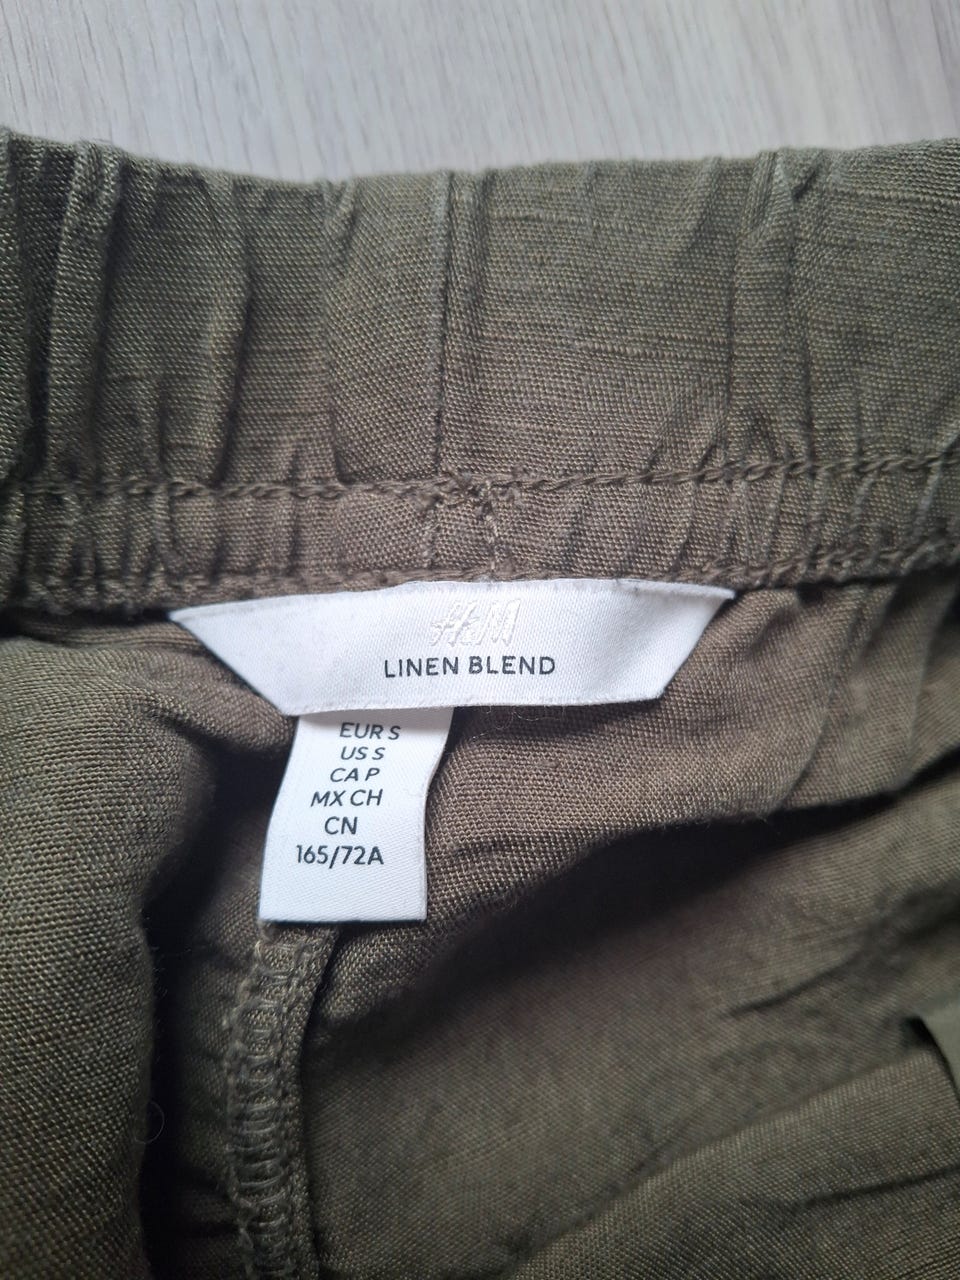 H&M
LINEN BLEND
EUR S
US S
CA P
MX CH
CN
165/72A